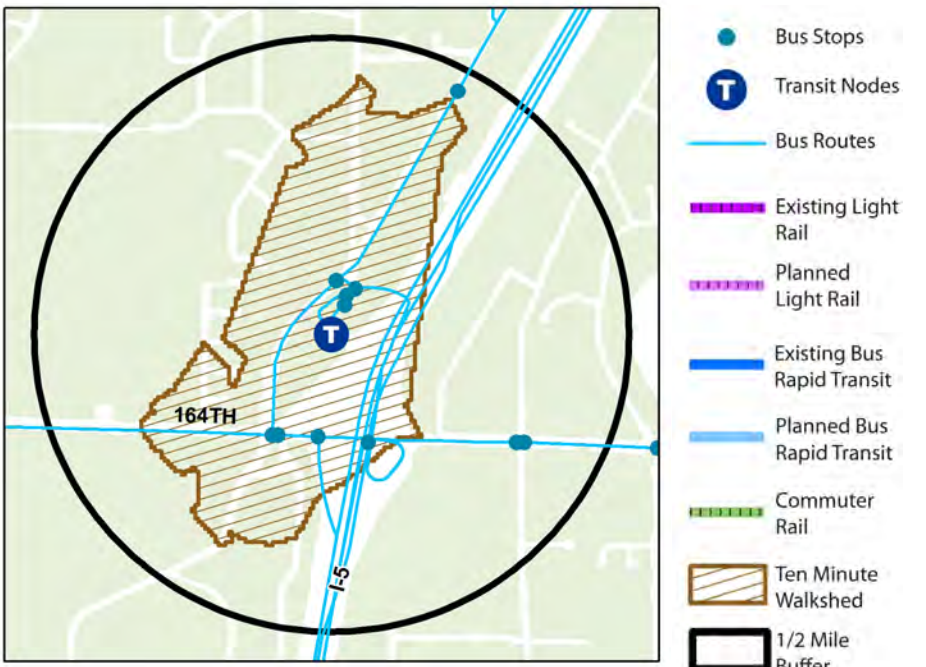 164TH
I-5
T
Bus Stops
T
Transit Nodes
Bus Routes
Existing Light
Rail
Planned
Light Rail
Existing Bus
Rapid Transit
Planned Bus
Rapid Transit
Commuter
Rail
Ten Minute
Walkshed
1/2 Mile
Buffer